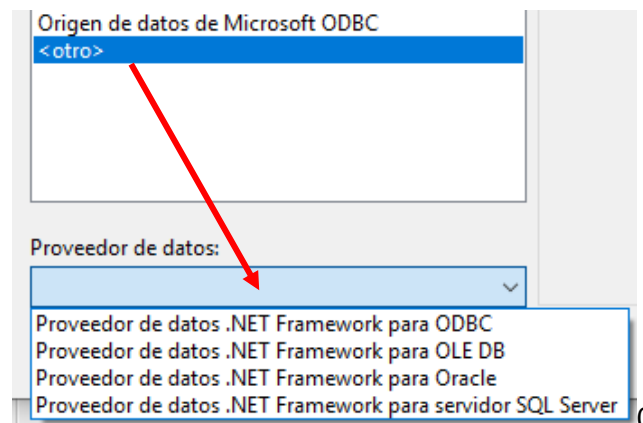 Origen de datos de Microsoft ODBC
<otro>
Proveedor de datos:
Proveedor de datos .NET Framework para ODBC
Proveedor de datos .NET Framework para OLE DB
Proveedor de datos .NET Framework para Oracle
Proveedor de datos .NET Framework para servidor SQL Server